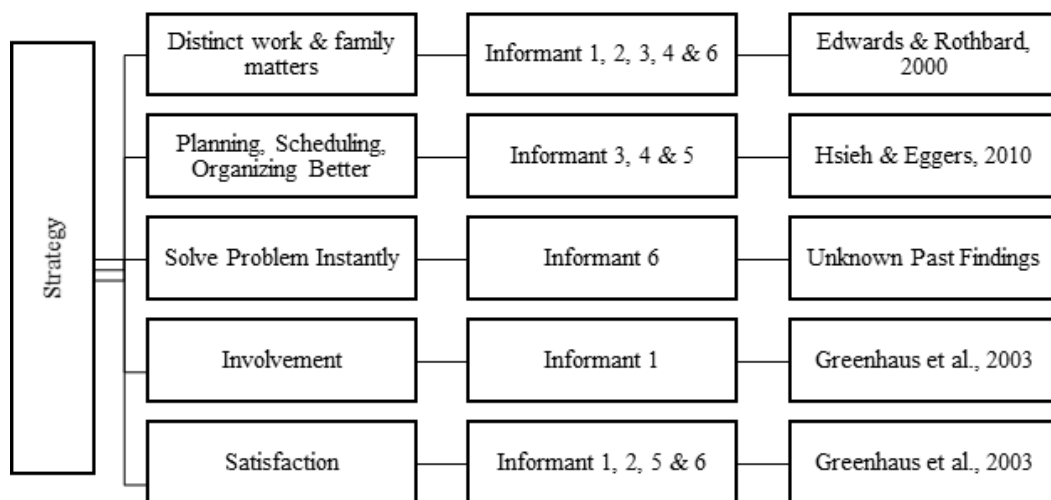 Strategy
Distinct work & family
matters
Informant 1, 2, 3, 4 & 6
Edwards & Rothbard,
2000
Planning, Scheduling,
Organizing Better
Informant 3, 4 & 5
Hsieh & Eggers, 2010
Solve Problem Instantly
Informant 6
Unknown Past Findings
Involvement
Informant 1
Greenhaus et al., 2003
Satisfaction
Informant 1, 2, 5 & 6
Greenhaus et al., 2003